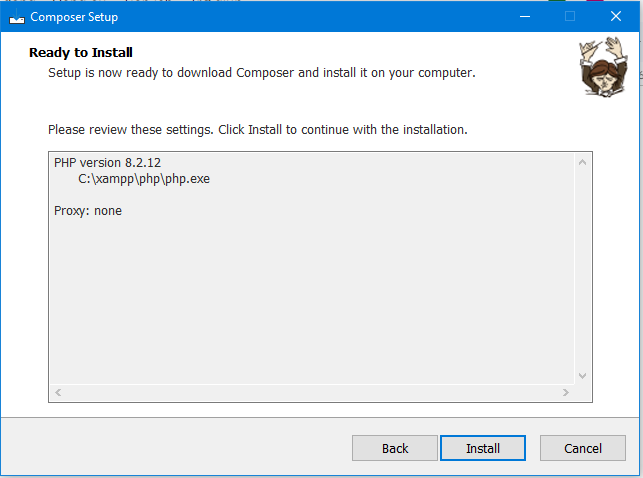 Composer Setup
Ready to Install
Setup is now ready to download Composer and install it on your computer.
Please review these settings. Click Install to continue with the installation.
PHP version 8.2.12
C:\xampp\php\php.exe
Proxy: none
Back
Install
Cancel